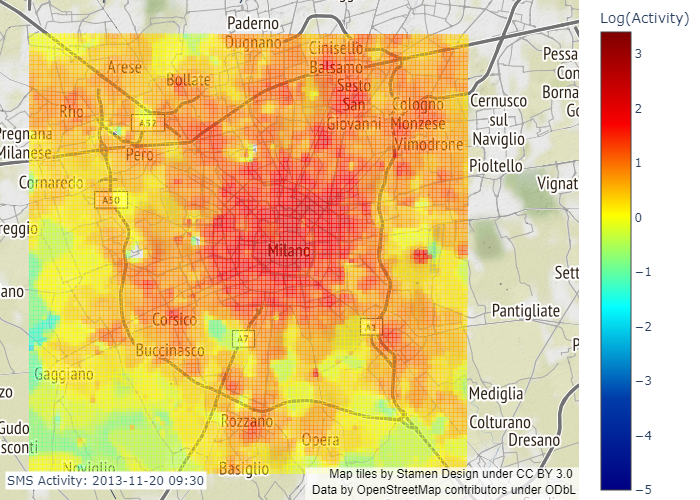 Log(Activity)
3
2
1
0
−1
−2
−3
−4
−5
Paderno
Dugnano
Cinisello
Balsamo
Arese
Bollate
Sesto
San
Giovanni
Rho
Cologno
Monzese
Cernusco
sul
Naviglio
Pessa
Con
Borna
Go
A52
Pregnana
Milanese
Pero
Vimodrone
Pioltello
Cornaredo
Vignat
A50
reggio
Milano
Sett
ano
Corsico
Pantigliate
A1
A7
Buccinasco
P
Gaggiano
zo
Mediglia
Rozzano
Colturano
Gudo
sconti
Opera
Dresano
Noviglio
Basiglio
SMS Activity: 2013-11-20 09:30
Map tiles by Stamen Design under CC BY 3.0
Data by OpenStreetMap contributors under ODbL